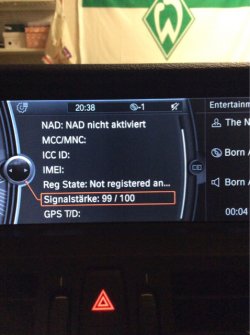 20:38
-1
Entertainm
NAD: NAD nicht aktiviert
MCC/MNC:
ICC ID:
IMEI:
Reg State: Not registered an...
Signalstärke: 99 / 100
GPS T/D:
The N
Born A
Born A
00:04
W